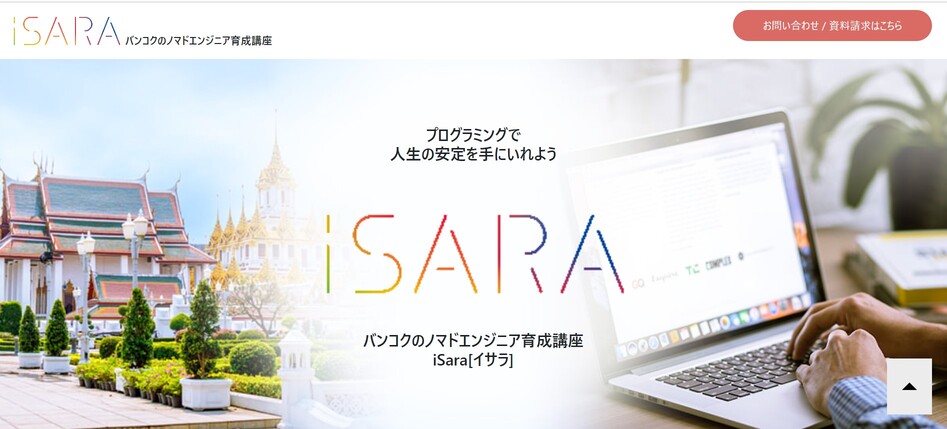 iSARA バンコクのノマドエンジニア育成講座
お問い合わせ / 資料請求はこちら
プログラミングで
人生の安定を手にいれよう
iSARA
バンコクのノマドエンジニア育成講座
iSara[イサラ]
COMPLEX